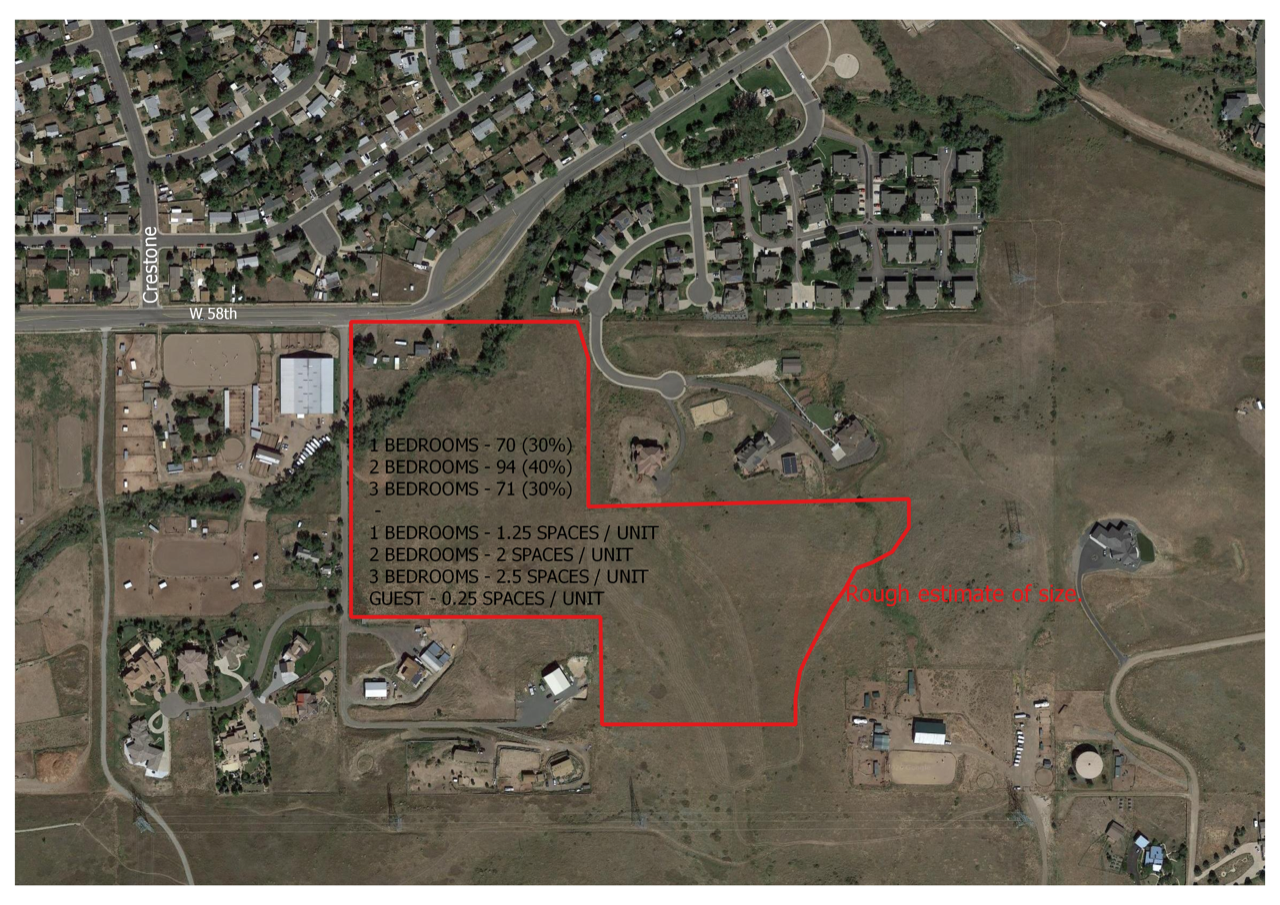 Crestone
W. 58th
1 BEDROOMS - 70 (30%)
2 BEDROOMS - 94 (40%)
3 BEDROOMS - 71 (30%)
-
1 BEDROOMS - 1.25 SPACES / UNIT
2 BEDROOMS - 2 SPACES / UNIT
3 BEDROOMS - 2.5 SPACES / UNIT
GUEST - 0.25 SPACES / UNIT
Rough estimate of size.